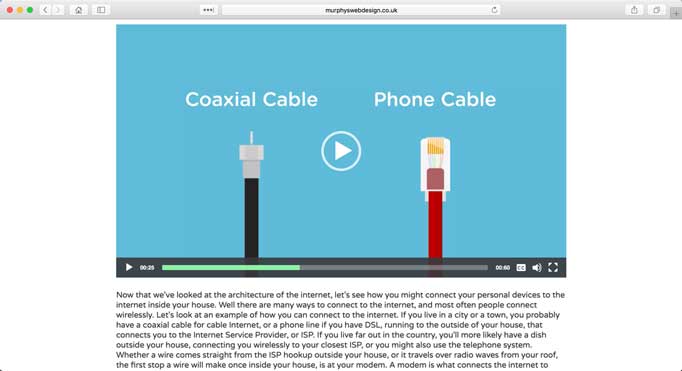 murphyswebdesign.co.uk
Coaxial Cable Phone Cable
00:25 00:60 CC
Now that we've looked at the architecture of the internet, let's see how you might connect your personal devices to the
internet inside your house. Well there are many ways to connect to the internet, and most often people connect
wirelessly. Let's look at an example of how you can connect to the internet. If you live in a city or a town, you probably
have a coaxial cable for cable Internet, or a phone line if you have DSL, running to the outside of your house, that
connects you to the Internet Service Provider, or ISP. If you live far out in the country, you'll more likely have a dish
outside your house, connecting you wirelessly to your closest ISP, or you might also use the telephone system.
Whether a wire comes straight from the ISP hookup outside your house, or it travels over radio waves from your roof,
the first stop a wire will make once inside your house, is at your modem. A modem is what connects the internet to